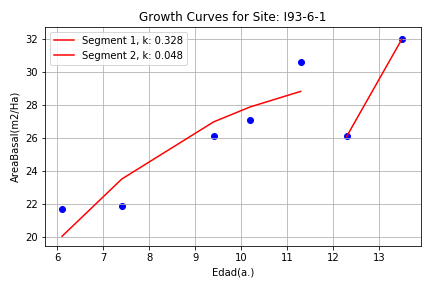 Growth Curves for Site: I93-6-1
Segment 1, k: 0.328
Segment 2, k: 0.048
AreaBasal(m2/Ha)
32
30
28
26
24
22
20
6 7 8 9 10 11 12 13
Edad(a.)